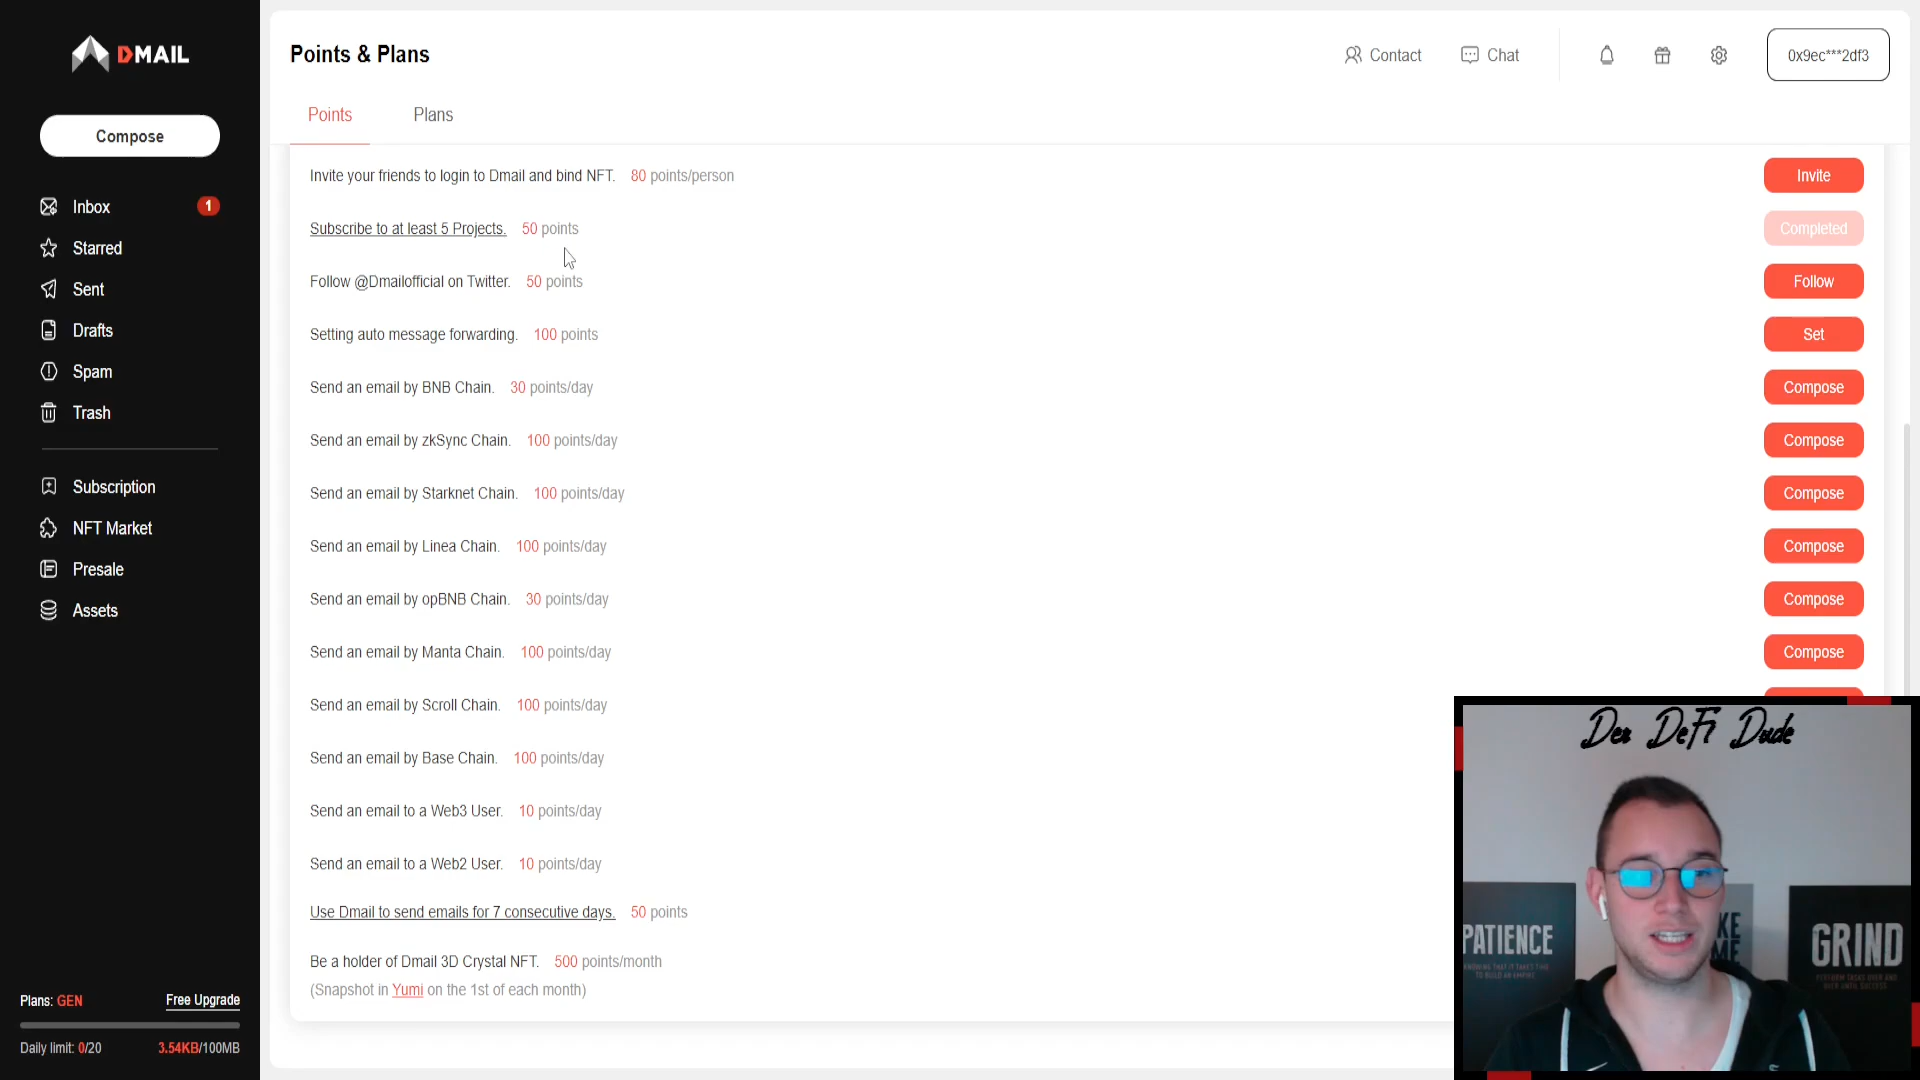 DMAIL
Points & Plans
Contact
Chat
0x9ec***2df3
Points
Plans
Compose
Inbox
1
Starred
Sent
Drafts
Spam
Trash
Subscription
NFT Market
Presale
Assets
Plans: GEN
Free Upgrade
Daily limit: 0/20
3.54KB/100MB
Invite your friends to login to Dmail and bind NFT. 80 points/person
Invite
Subscribe to at least 5 Projects. 50 points
Completed
Follow @Dmailofficial on Twitter. 50 points
Follow
Setting auto message forwarding. 100 points
Set
Send an email by BNB Chain. 30 points/day
Compose
Send an email by zkSync Chain. 100 points/day
Compose
Send an email by Starknet Chain. 100 points/day
Compose
Send an email by Linea Chain. 100 points/day
Compose
Send an email by opBNB Chain. 30 points/day
Compose
Send an email by Manta Chain. 100 points/day
Compose
Send an email by Scroll Chain. 100 points/day
Send an email by Base Chain. 100 points/day
Send an email to a Web3 User. 10 points/day
Send an email to a Web2 User. 10 points/day
Use Dmail to send emails for 7 consecutive days. 50 points
Be a holder of Dmail 3D Crystal NFT. 500 points/month
(Snapshot in Yumi on the 1st of each month)
Der DeFi Dude
PATIENCE
GRIND